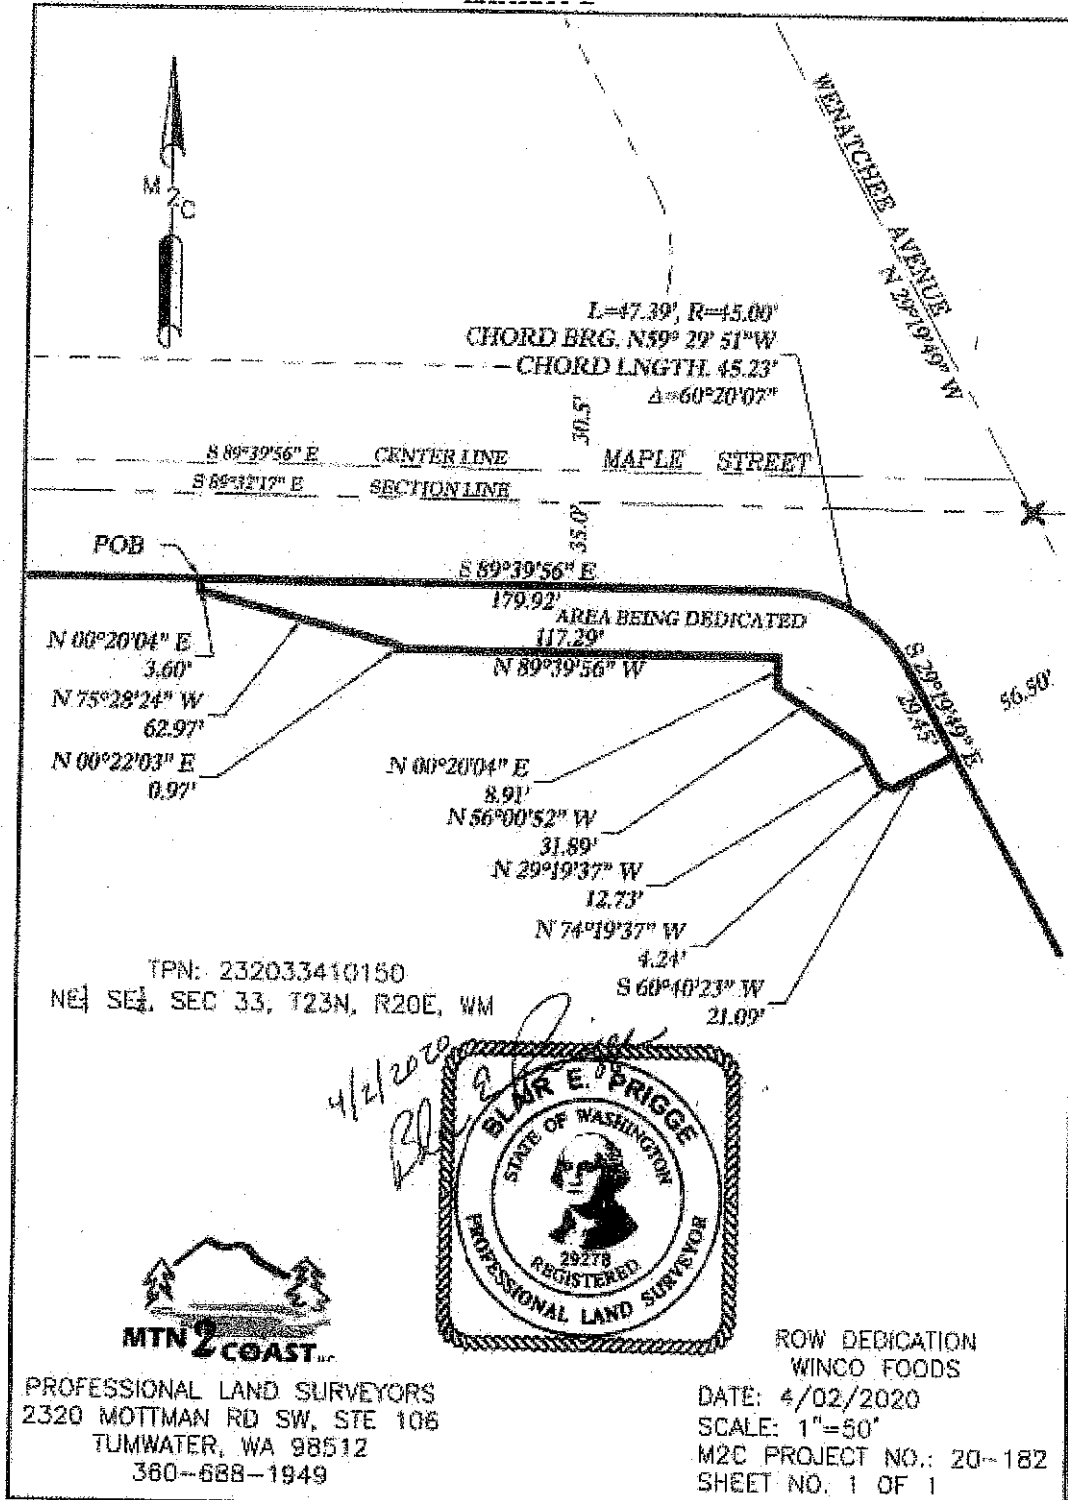 M2C
WENATCHEE AVENUE
N 29°19'49" W
L=47.39', R=45.00'
CHORD BRG. N59° 29' 51"W
CHORD LNGTH. 45.23'
Δ=60°20'07"
30.5'
S 89°39'56" E CENTER LINE MAPLE STREET
S 89°32'17" E SECTION LINE
35.0'
POB
S 89°39'56" E
179.92'
AREA BEING DEDICATED
117.29'
N 89°39'56" W
S 29°19'49" E
29.45'
56.50'
N 00°20'04" E
3.60'
N 75°28'24" W
62.97'
N 00°22'03" E
0.97'
N 00°20'04" E
8.91'
N 56°00'52" W
31.89'
N 29°19'37" W
12.73'
N 74°19'37" W
4.24'
S 60°40'23" W
21.09'
TPN: 232033410150
NE¼ SE¼, SEC 33, T23N, R20E, WM
4/2/2020
BLAIR E. PRIGGE
STATE OF WASHINGTON
29278
REGISTERED
PROFESSIONAL LAND SURVEYOR
MTN 2 COAST
PROFESSIONAL LAND SURVEYORS
2320 MOTTMAN RD SW, STE 106
TUMWATER, WA 98512
360-688-1949
ROW DEDICATION
WINCO FOODS
DATE: 4/02/2020
SCALE: 1"=50'
M2C PROJECT NO.: 20-182
SHEET NO. 1 OF 1